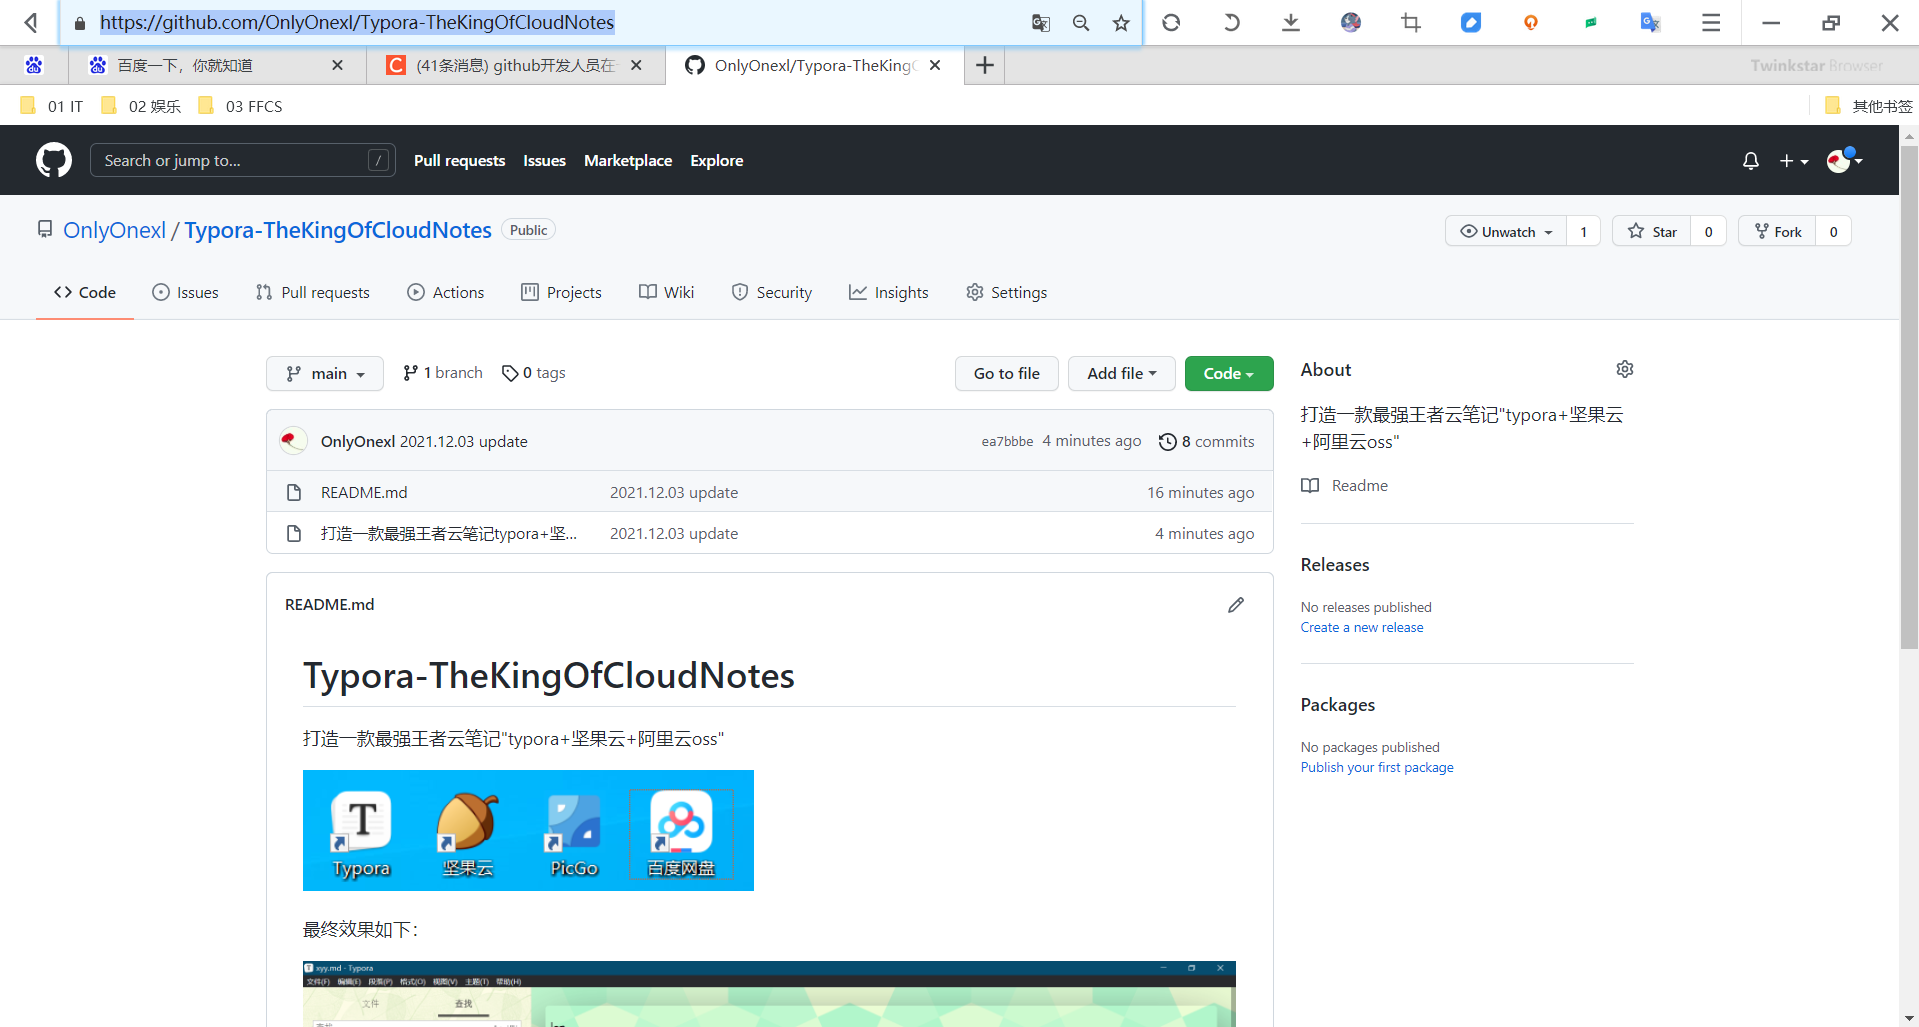 https://github.com/OnlyOnexl/Typora-TheKingOfCloudNotes
百度一下，你就知道
(41条消息) github开发人员在
OnlyOnexl/Typora-TheKingO
Twinkstar Browser
01 IT
02 娱乐
03 FFCS
其他书签
Search or jump to...
/
Pull requests
Issues
Marketplace
Explore
OnlyOnexl / Typora-TheKingOfCloudNotes
Public
Unwatch
1
Star
0
Fork
0
Code
Issues
Pull requests
Actions
Projects
Wiki
Security
Insights
Settings
main
1 branch
0 tags
Go to file
Add file
Code
OnlyOnexl 2021.12.03 update
ea7bbbe
4 minutes ago
8 commits
README.md
2021.12.03 update
16 minutes ago
打造一款最强王者云笔记typora+坚...
2021.12.03 update
4 minutes ago
About
打造一款最强王者云笔记"typora+坚果云
+阿里云oss"
Readme
Releases
No releases published
Create a new release
Packages
No packages published
Publish your first package
README.md
Typora-TheKingOfCloudNotes
打造一款最强王者云笔记"typora+坚果云+阿里云oss"
Typora
坚果云
PicGo
百度网盘
最终效果如下：
xyy.md - Typora
文件(F) 编辑(E) 段落(P) 格式(O) 视图(V) 主题(T) 帮助(H)
文件
查找